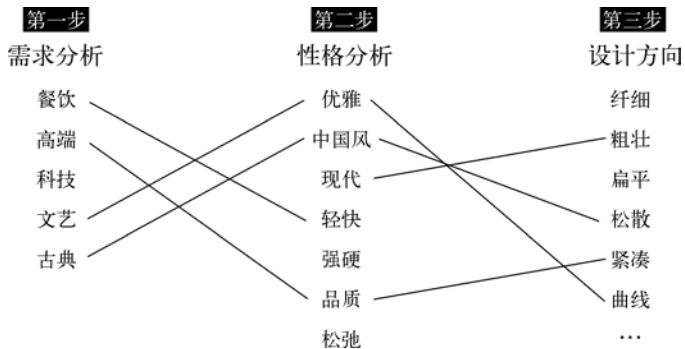 第一步 第二步 第三步
需求分析 性格分析 设计方向
餐饮 优雅 纤细
高端 中国风 粗壮
科技 现代 扁平
文艺 轻快 松散
古典 强硬 紧凑
品质 曲线
松弛 …